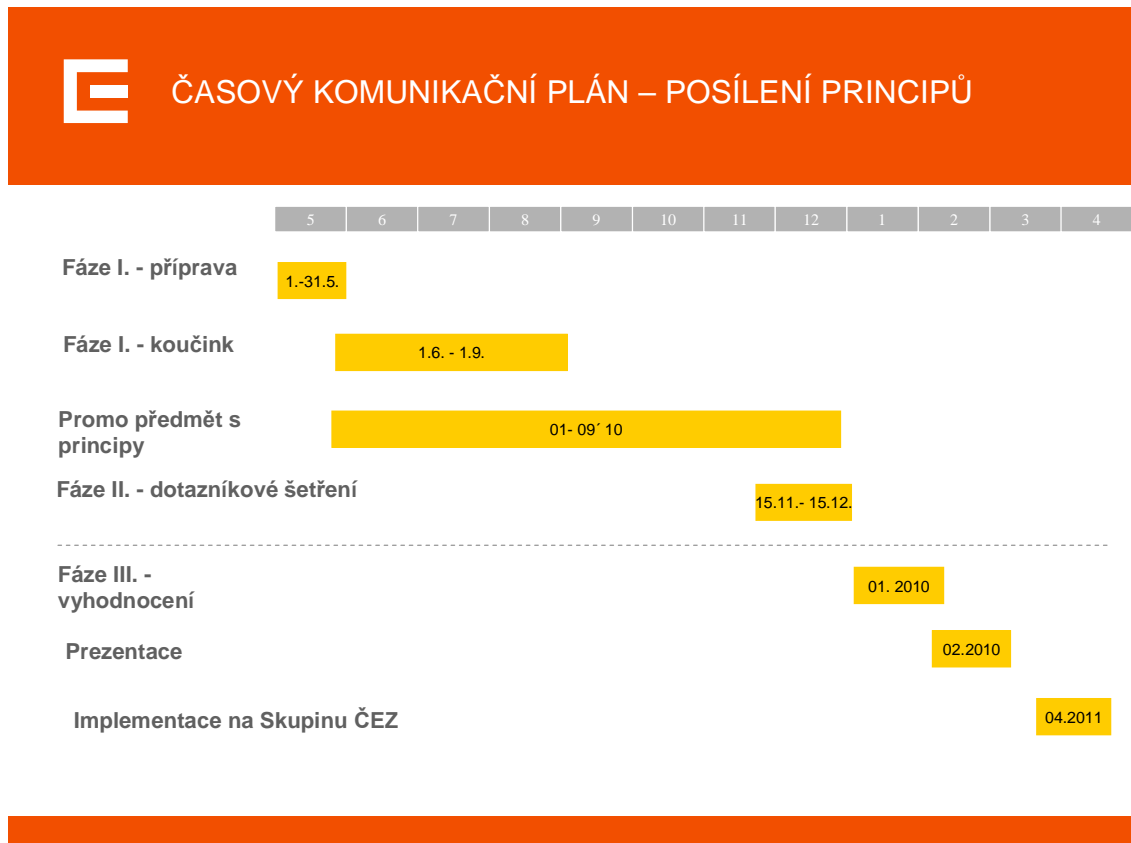 ČASOVÝ KOMUNIKAČNÍ PLÁN – POSÍLENÍ PRINCIPŮ
5 6 7 8 9 10 11 12 1 2 3 4
Fáze I. - příprava
1.-31.5.
Fáze I. - koučink
1.6. - 1.9.
Promo předmět s
principy
01- 09´ 10
Fáze II. - dotazníkové šetření
15.11.- 15.12.
Fáze III. -
vyhodnocení
01. 2010
Prezentace
02.2010
Implementace na Skupinu ČEZ
04.2011